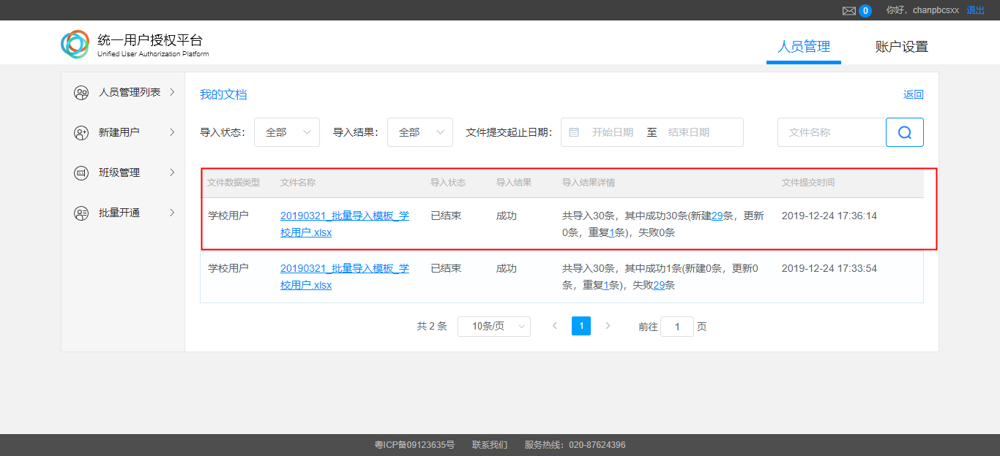 0 你好，chanpbcsxx 退出
统一用户授权平台
Unified User Authorization Platform
人员管理 账户设置
人员管理列表
新建用户
班级管理
批量开通
我的文档 返回
导入状态： 全部 导入结果： 全部 文件提交起止日期： 开始日期 至 结束日期 文件名称
文件数据类型 文件名称 导入状态 导入结果 导入结果详情 文件提交时间
学校用户 20190321_批量导入模板_学 已结束 成功 共导入30条，其中成功30条(新建29条，更新 2019-12-24 17:36:14
校用户.xlsx 0条，重复1条)，失败0条
学校用户 20190321_批量导入模板_学 已结束 成功 共导入30条，其中成功1条(新建0条，更新0 2019-12-24 17:33:54
校用户.xlsx 条，重复1条)，失败29条
共 2 条 10条/页 1 前往 1 页
粤ICP备09123635号 联系我们 服务热线：020-87624396